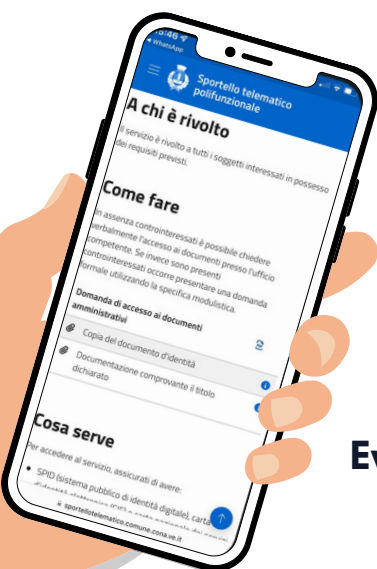 15:46
WhatsApp
Sportello telematico
polifunzionale
A chi è rivolto
Il servizio è rivolto a tutti i soggetti interessati in possesso
dei requisiti previsti.
Come fare
In assenza controinteressati è possibile chiedere
verbalmente l'accesso ai documenti presso l'ufficio
competente. Se invece sono presenti
controinteressati occorre presentare una domanda
formale utilizzando la specifica modulistica.
Domanda di accesso ai documenti
amministrativi
Copia del documento d'identità
Documentazione comprovante il titolo
dichiarato
Cosa serve
Per accedere al servizio, assicurati di avere:
SPID (sistema pubblico di identità digitale), carta
sportellotelematico.comune.cona.ve.it
Ev